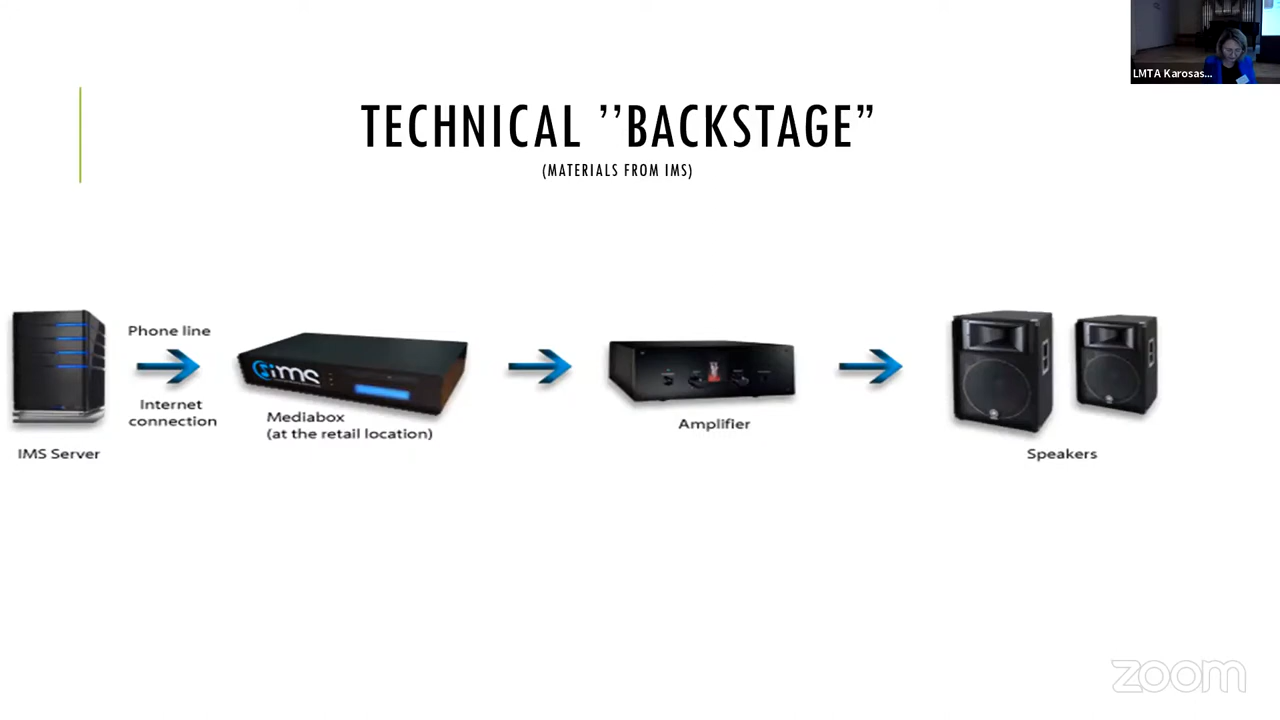 LMTA Karosas...
TECHNICAL ’’BACKSTAGE”
(MATERIALS FROM IMS)
Phone line
Internet
connection
IMS Server
ims
Mediabox
(at the retail location)
Amplifier
Speakers
zoom